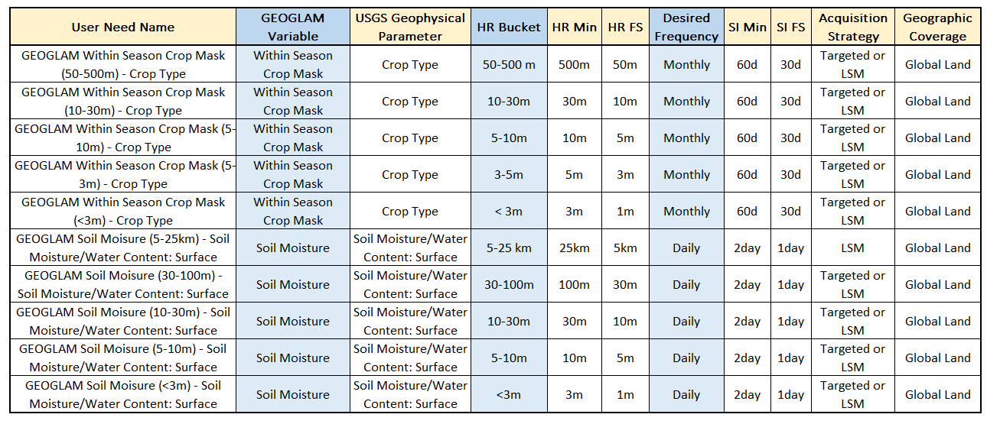 User Need Name | GEOGLAM Variable | USGS Geophysical Parameter | HR Bucket | HR Min | HR FS | Desired Frequency | SI Min | SI FS | Acquisition Strategy | Geographic Coverage
GEOGLAM Within Season Crop Mask (50-500m) - Crop Type | Within Season Crop Mask | Crop Type | 50-500 m | 500m | 50m | Monthly | 60d | 30d | Targeted or LSM | Global Land
GEOGLAM Within Season Crop Mask (10-30m) - Crop Type | Within Season Crop Mask | Crop Type | 10-30m | 30m | 10m | Monthly | 60d | 30d | Targeted or LSM | Global Land
GEOGLAM Within Season Crop Mask (5-10m) - Crop Type | Within Season Crop Mask | Crop Type | 5-10m | 10m | 5m | Monthly | 60d | 30d | Targeted or LSM | Global Land
GEOGLAM Within Season Crop Mask (5-3m) - Crop Type | Within Season Crop Mask | Crop Type | 3-5m | 5m | 3m | Monthly | 60d | 30d | Targeted or LSM | Global Land
GEOGLAM Within Season Crop Mask (<3m) - Crop Type | Within Season Crop Mask | Crop Type | < 3m | 3m | 1m | Monthly | 60d | 30d | Targeted or LSM | Global Land
GEOGLAM Soil Moisure (5-25km) - Soil Moisture/Water Content: Surface | Soil Moisture | Soil Moisture/Water Content: Surface | 5-25 km | 25km | 5km | Daily | 2day | 1day | LSM | Global Land
GEOGLAM Soil Moisure (30-100m) - Soil Moisture/Water Content: Surface | Soil Moisture | Soil Moisture/Water Content: Surface | 30-100m | 100m | 30m | Daily | 2day | 1day | Targeted or LSM | Global Land
GEOGLAM Soil Moisure (10-30m) - Soil Moisture/Water Content: Surface | Soil Moisture | Soil Moisture/Water Content: Surface | 10-30m | 30m | 10m | Daily | 2day | 1day | Targeted or LSM | Global Land
GEOGLAM Soil Moisure (5-10m) - Soil Moisture/Water Content: Surface | Soil Moisture | Soil Moisture/Water Content: Surface | 5-10m | 10m | 5m | Daily | 2day | 1day | Targeted or LSM | Global Land
GEOGLAM Soil Moisure (<3m) - Soil Moisture/Water Content: Surface | Soil Moisture | Soil Moisture/Water Content: Surface | <3m | 3m | 1m | Daily | 2day | 1day | Targeted or LSM | Global Land